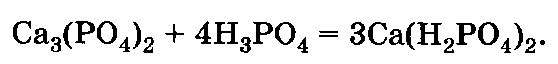 Ca₃(PO₄)₂ + 4H₃PO₄ = 3Ca(H₂PO₄)₂.